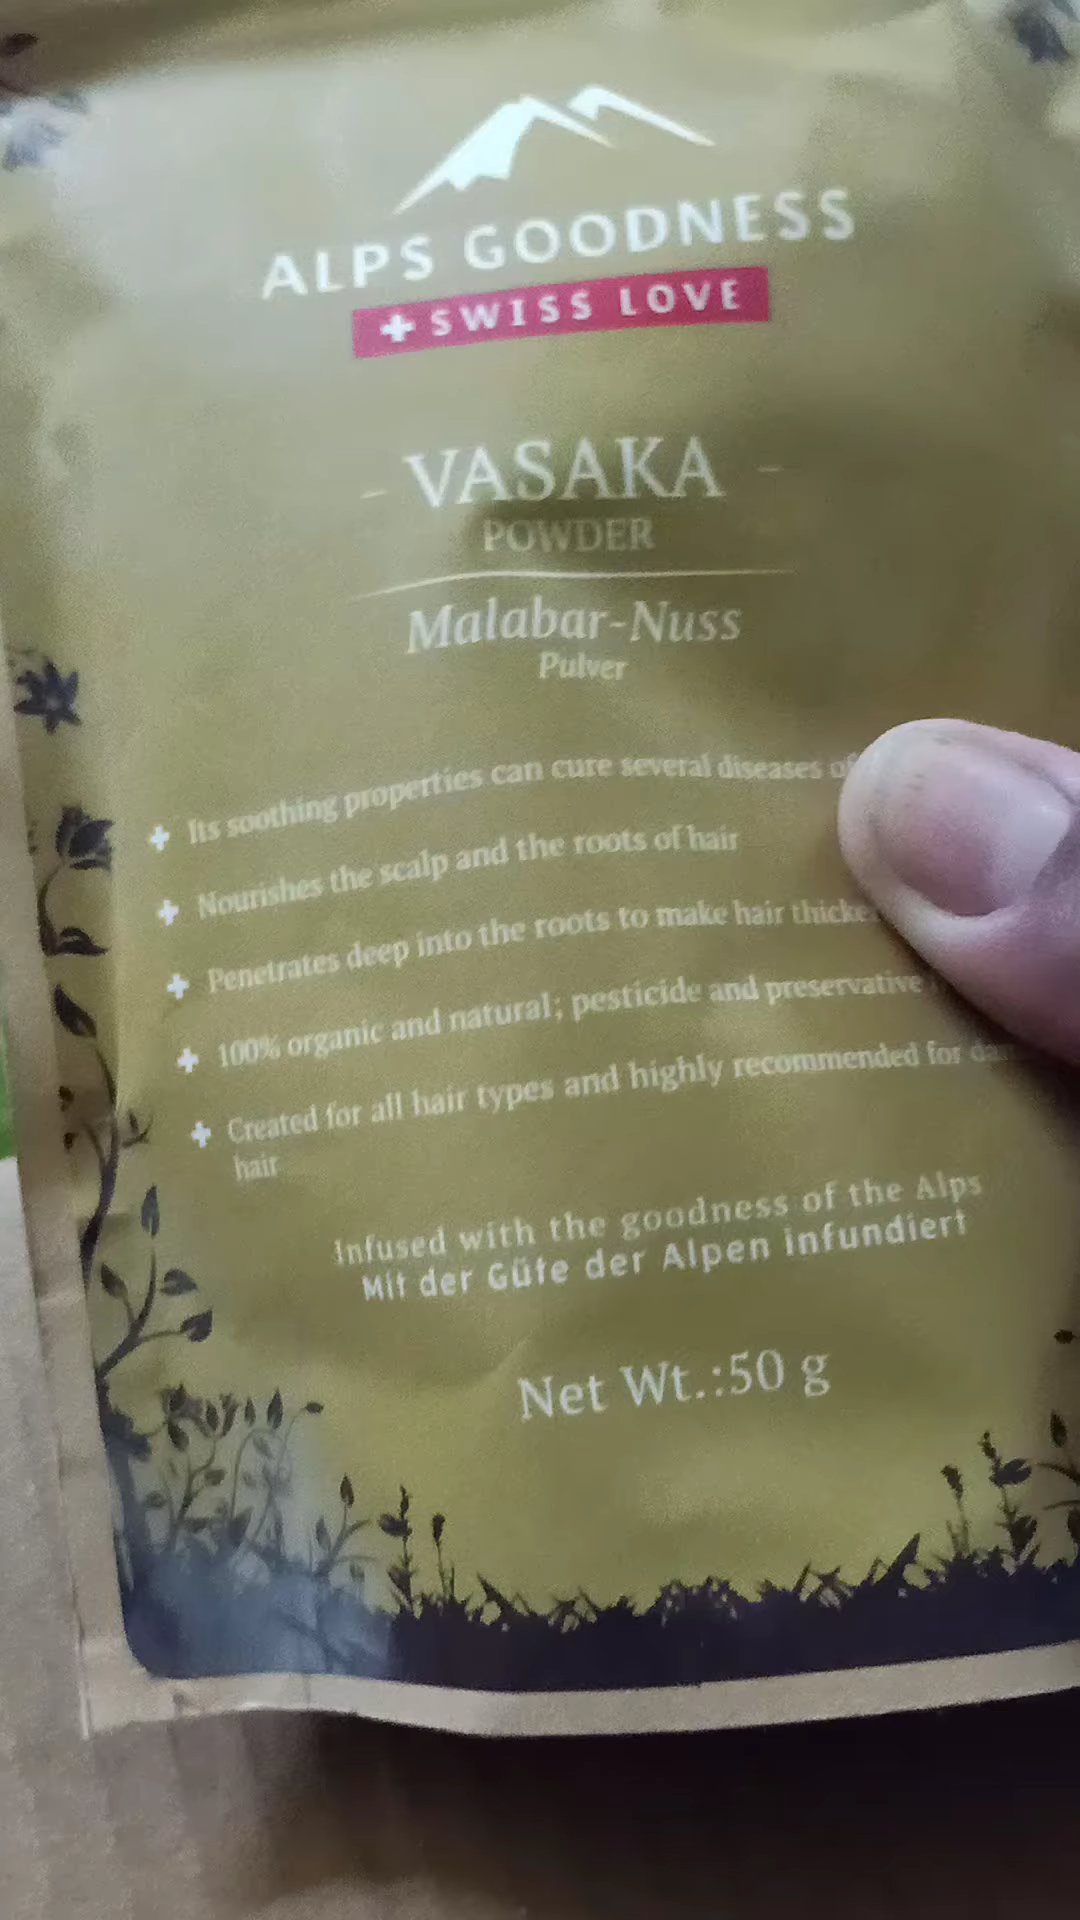 ALPS GOODNESS
SWISS LOVE
- VASAKA -
POWDER
Malabar-Nuss
Pulver
Its soothing properties can cure several diseases of
Nourishes the scalp and the roots of hair
Penetrates deep into the roots to make hair thicker
100% organic and natural; pesticide and preservative
Created for all hair types and highly recommended for
hair
Infused with the goodness of the Alps
Mit der Güte der Alpen infundiert
Net Wt.:50 g